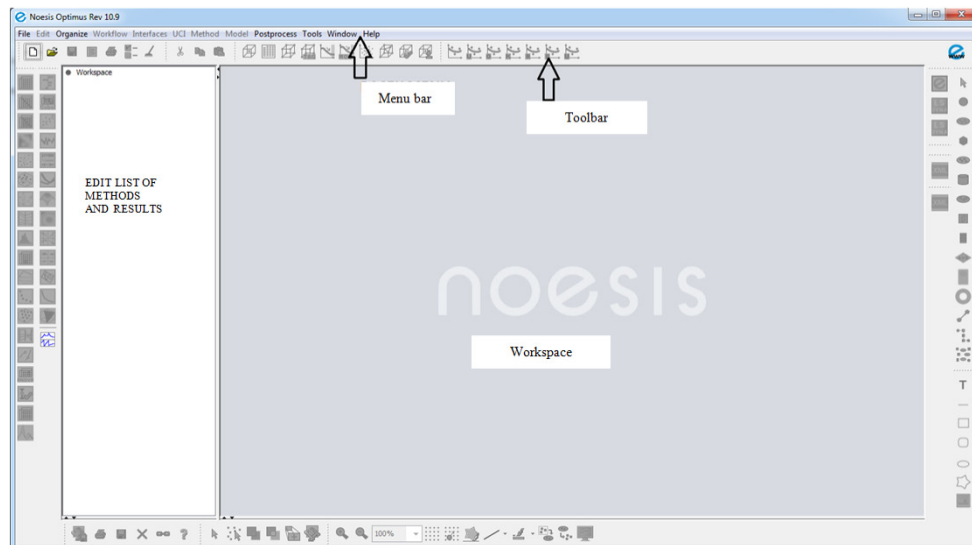 Noesis Optimus Rev 10.9
File Edit Organize Workflow Interfaces UCI Method Model Postprocess Tools Window Help
Workspace
Menu bar
Toolbar
EDIT LIST OF
METHODS
AND RESULTS
noesis
Workspace
T
100%